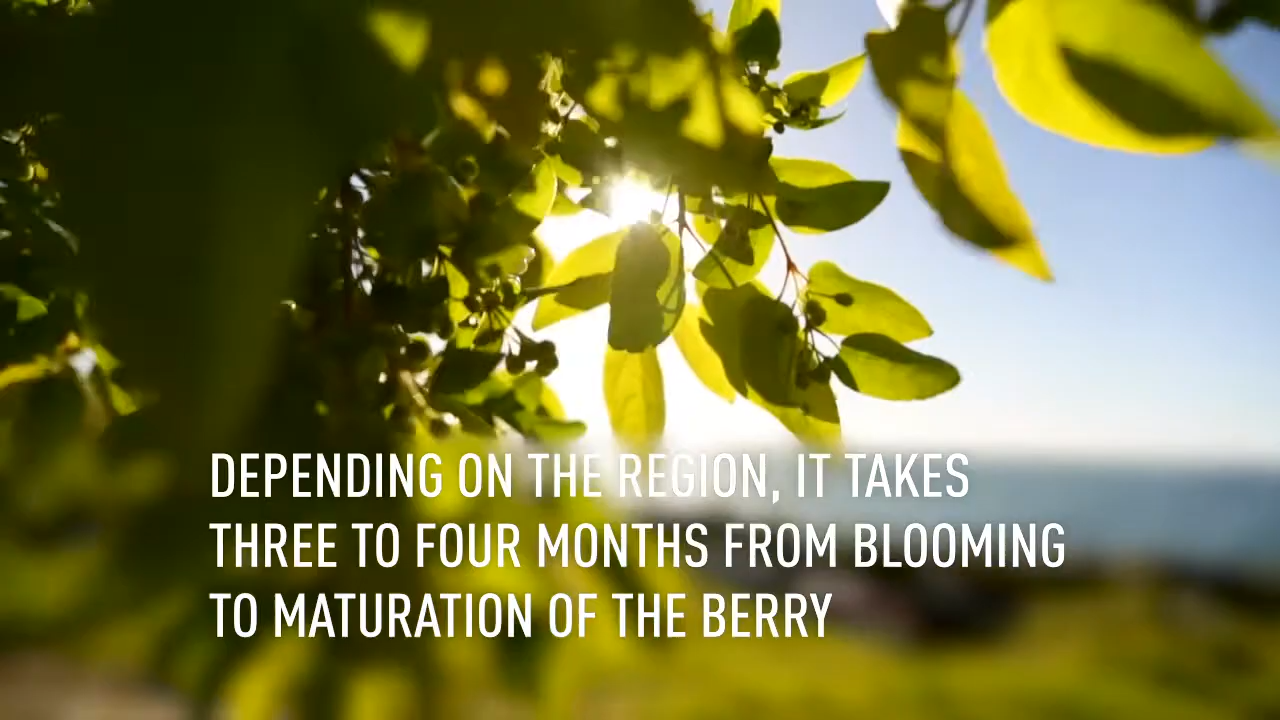 DEPENDING ON THE REGION, IT TAKES
THREE TO FOUR MONTHS FROM BLOOMING
TO MATURATION OF THE BERRY